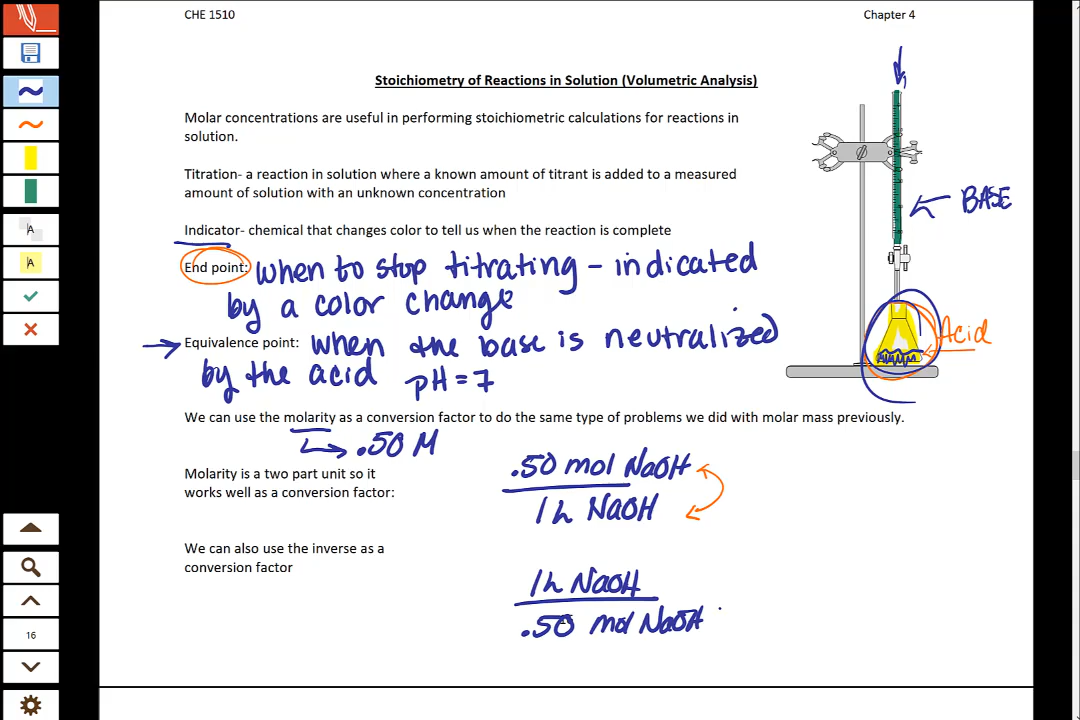 CHE 1510
Chapter 4
Stoichiometry of Reactions in Solution (Volumetric Analysis)
Molar concentrations are useful in performing stoichiometric calculations for reactions in
solution.
Titration- a reaction in solution where a known amount of titrant is added to a measured
amount of solution with an unknown concentration
BASE
Indicator- chemical that changes color to tell us when the reaction is complete
End point: when to stop titrating - indicated
by a color change
Acid
Equivalence point: when the base is neutralized
by the acid pH = 7
We can use the molarity as a conversion factor to do the same type of problems we did with molar mass previously.
.50 M
Molarity is a two part unit so it
works well as a conversion factor:
.50 mol NaOH
1L NaOH
We can also use the inverse as a
conversion factor
1L NaOH
.50 mol NaOH
A
A
16